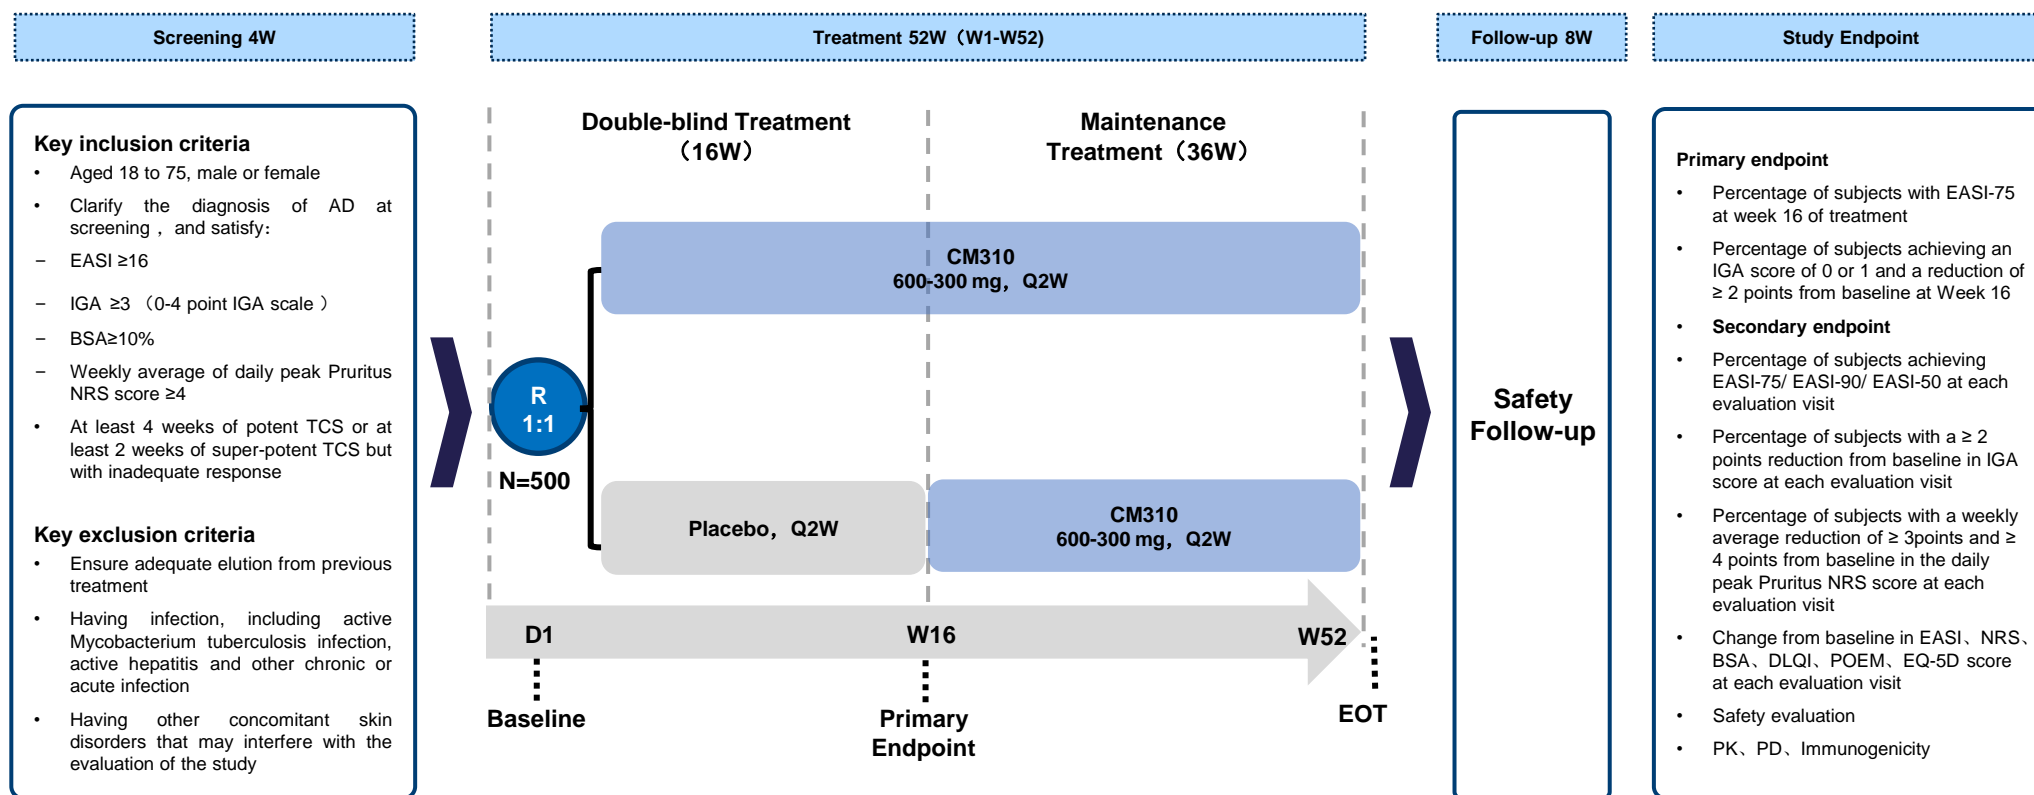 Screening 4W
Treatment 52W（W1-W52)
Follow-up 8W
Study Endpoint
Key inclusion criteria
• Aged 18 to 75, male or female
• Clarify the diagnosis of AD at
screening ，and satisfy：
– EASI ≥16
– IGA ≥3 （0-4 point IGA scale ）
– BSA≥10%
– Weekly average of daily peak Pruritus
NRS score ≥4
• At least 4 weeks of potent TCS or at
least 2 weeks of super-potent TCS but
with inadequate response
Key exclusion criteria
• Ensure adequate elution from previous
treatment
• Having infection, including active
Mycobacterium tuberculosis infection,
active hepatitis and other chronic or
acute infection
• Having other concomitant skin
disorders that may interfere with the
evaluation of the study
Double-blind Treatment
（16W）
Maintenance
Treatment（36W）
CM310
600-300 mg，Q2W
R
1:1
N=500
Placebo，Q2W
CM310
600-300 mg，Q2W
D1
W16
W52
Baseline
Primary
Endpoint
EOT
Safety
Follow-up
Primary endpoint
• Percentage of subjects with EASI-75
at week 16 of treatment
• Percentage of subjects achieving an
IGA score of 0 or 1 and a reduction of
≥ 2 points from baseline at Week 16
• Secondary endpoint
• Percentage of subjects achieving
EASI-75/ EASI-90/ EASI-50 at each
evaluation visit
• Percentage of subjects with a ≥ 2
points reduction from baseline in IGA
score at each evaluation visit
• Percentage of subjects with a weekly
average reduction of ≥ 3points and ≥
4 points from baseline in the daily
peak Pruritus NRS score at each
evaluation visit
• Change from baseline in EASI、NRS、
BSA、DLQI、POEM、EQ-5D score
at each evaluation visit
• Safety evaluation
• PK、PD、Immunogenicity